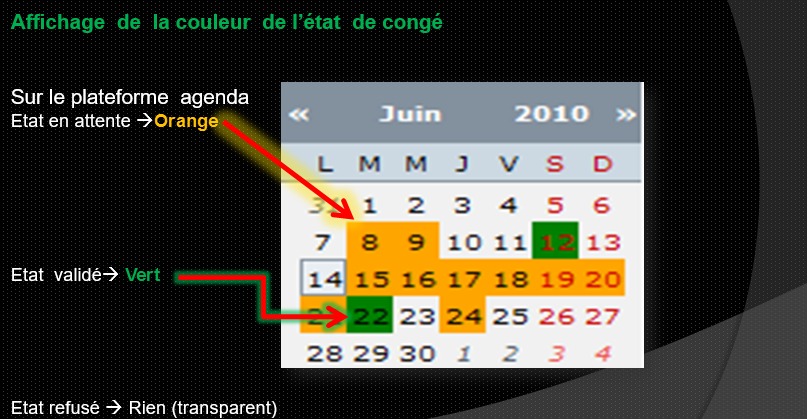 Affichage de la couleur de l'état de congé
Sur le plateforme agenda
Etat en attente →Orange
« Juin 2010 »
L M M J V S D
31 1 2 3 4 5 6
7 8 9 10 11 12 13
14 15 16 17 18 19 20
Etat validé→ Vert
22 23 24 25 26 27
28 29 30 1 2 3 4
Etat refusé → Rien (transparent)